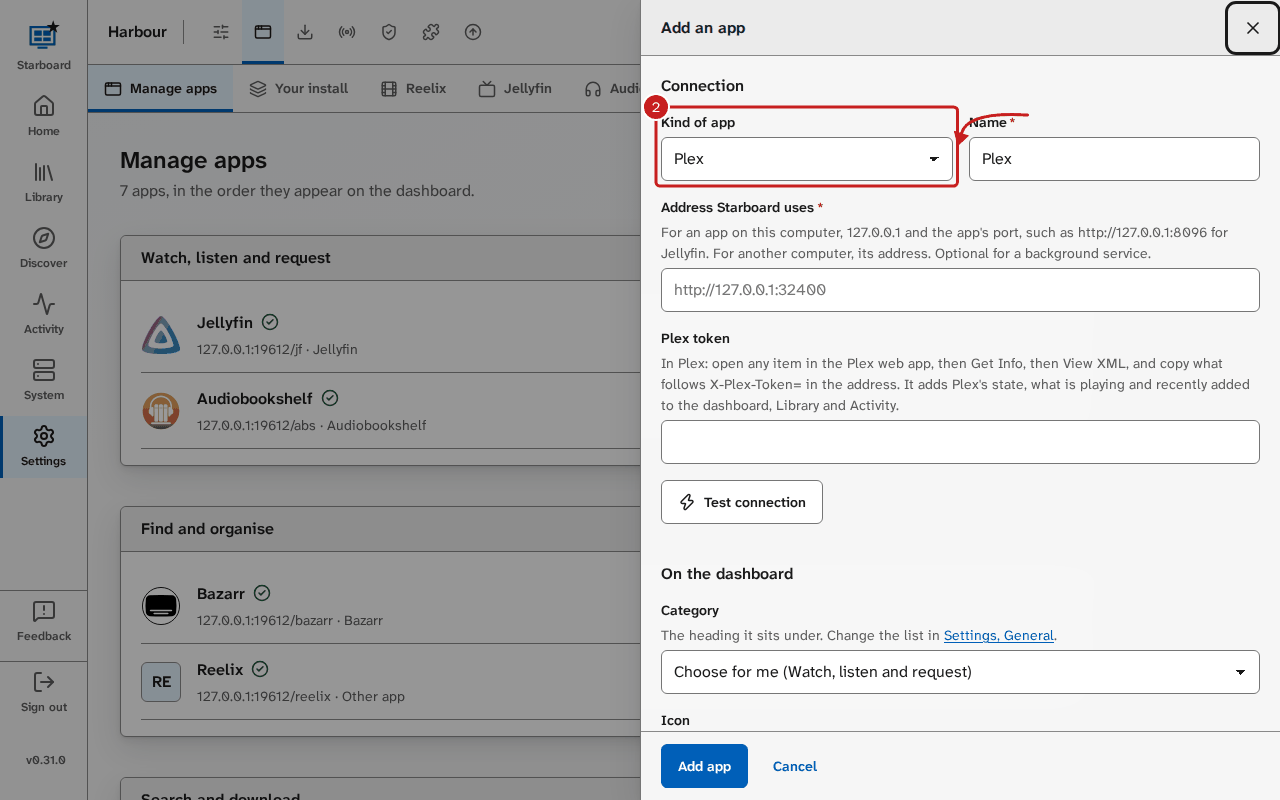 Starboard
Home
Library
Discover
Activity
System
Settings
Feedback
Sign out
v0.31.0
Harbour
Manage apps
Your install
Reelix
Jellyfin
Manage apps
7 apps, in the order they appear on the dashboard.
Watch, listen and request
Jellyfin
127.0.0.1:19612/jf · Jellyfin
Audiobookshelf
127.0.0.1:19612/abs · Audiobookshelf
Find and organise
Bazarr
127.0.0.1:19612/bazarr · Bazarr
RE
Reelix
127.0.0.1:19612/reelix · Other app
Search and download
Add an app
Connection
2
Kind of app
Plex
Name *
Plex
Address Starboard uses *
For an app on this computer, 127.0.0.1 and the app's port, such as http://127.0.0.1:8096 for
Jellyfin. For another computer, its address. Optional for a background service.
http://127.0.0.1:32400
Plex token
In Plex: open any item in the Plex web app, then Get Info, then View XML, and copy what
follows X-Plex-Token= in the address. It adds Plex's state, what is playing and recently added
to the dashboard, Library and Activity.
Test connection
On the dashboard
Category
The heading it sits under. Change the list in Settings, General.
Choose for me (Watch, listen and request)
Icon
Add app
Cancel